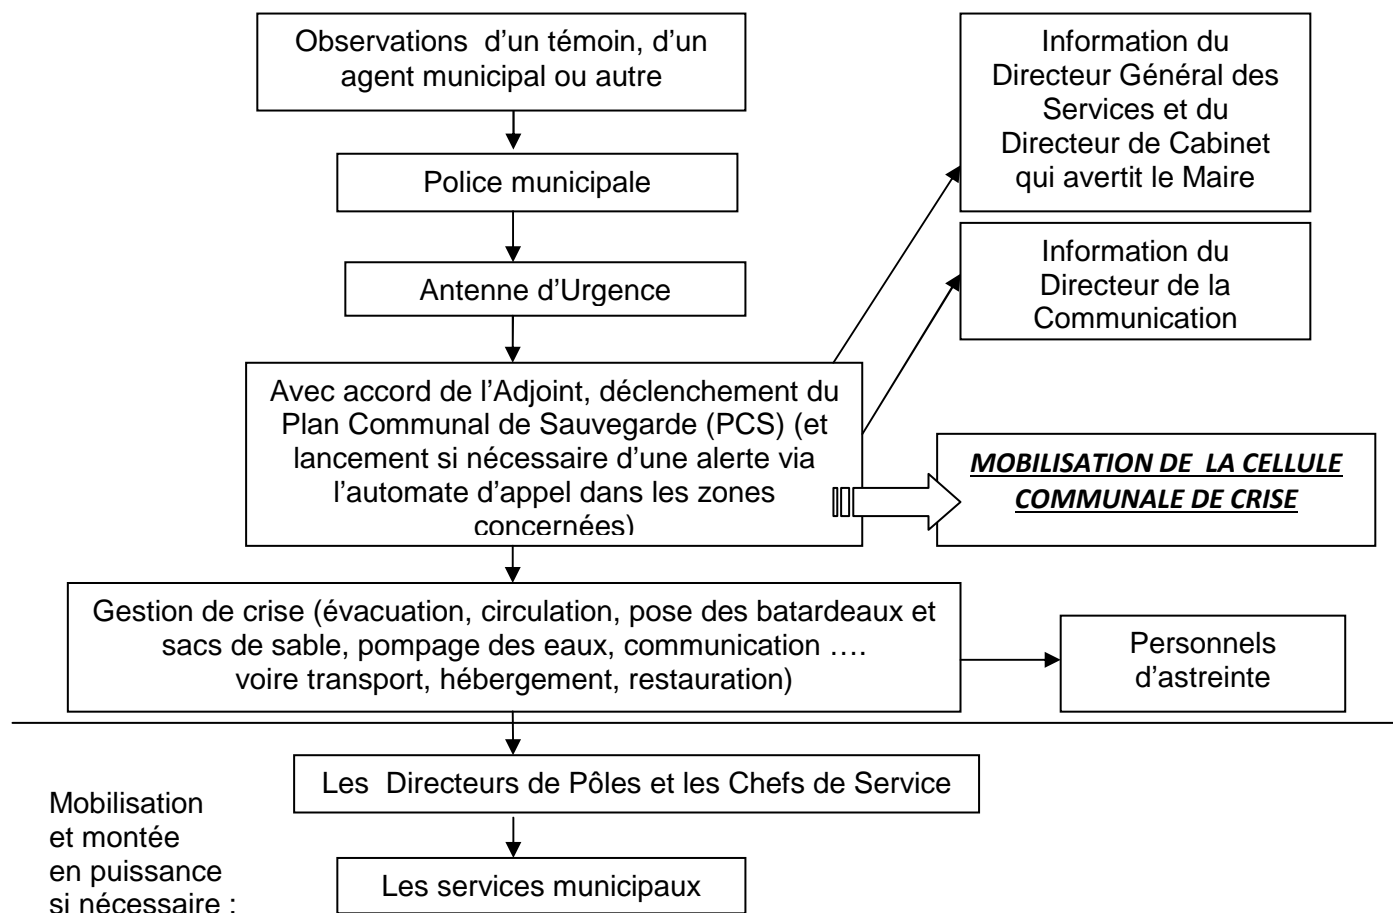 Observations  d'un témoin, d'un
agent municipal ou autre
Information du
Directeur Général des
Services et du
Directeur de Cabinet
qui avertit le Maire
Police municipale
Information du
Directeur de la
Communication
Antenne d'Urgence
Avec accord de l'Adjoint, déclenchement du
Plan Communal de Sauvegarde (PCS) (et
lancement si nécessaire d'une alerte via
l'automate d'appel dans les zones
concernées)
MOBILISATION DE  LA CELLULE
COMMUNALE DE CRISE
Gestion de crise (évacuation, circulation, pose des batardeaux et
sacs de sable, pompage des eaux, communication ….
voire transport, hébergement, restauration)
Personnels
d'astreinte
Les  Directeurs de Pôles et les Chefs de Service
Mobilisation
et montée
en puissance
si nécessaire :
Les services municipaux